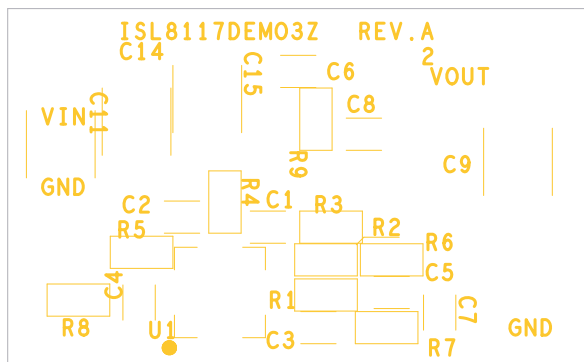 ISL8117DEMO3Z REV.A
C14
2
C15
C6
VOUT
C11
VIN
C8
R9
C9
GND
R4
C2
C1
R3
R5
R2
R6
C4
C5
R1
C7
R8
U1
C3
R7
GND